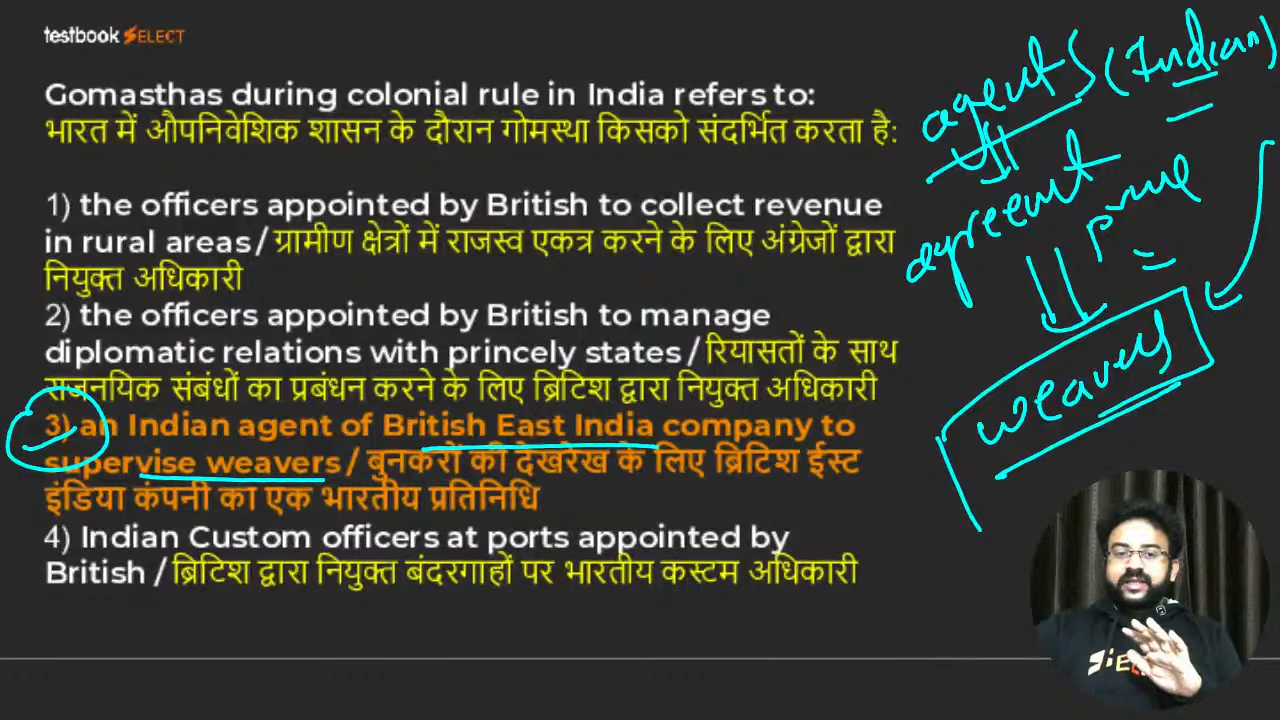 testbook SELECT
Gomasthas during colonial rule in India refers to:
भारत में औपनिवेशिक शासन के दौरान गोमस्था किसको संदर्भित करता है:
1) the officers appointed by British to collect revenue
in rural areas / ग्रामीण क्षेत्रों में राजस्व एकत्र करने के लिए अंग्रेजों द्वारा
नियुक्त अधिकारी
2) the officers appointed by British to manage
diplomatic relations with princely states / रियासतों के साथ
राजनयिक संबंधों का प्रबंधन करने के लिए ब्रिटिश द्वारा नियुक्त अधिकारी
3) an Indian agent of British East India company to
supervise weavers / बुनकरों की देखरेख के लिए ब्रिटिश ईस्ट
इंडिया कंपनी का एक भारतीय प्रतिनिधि
4) Indian Custom officers at ports appointed by
British / ब्रिटिश द्वारा नियुक्त बंदरगाहों पर भारतीय कस्टम अधिकारी
agents (Indian)
weavers